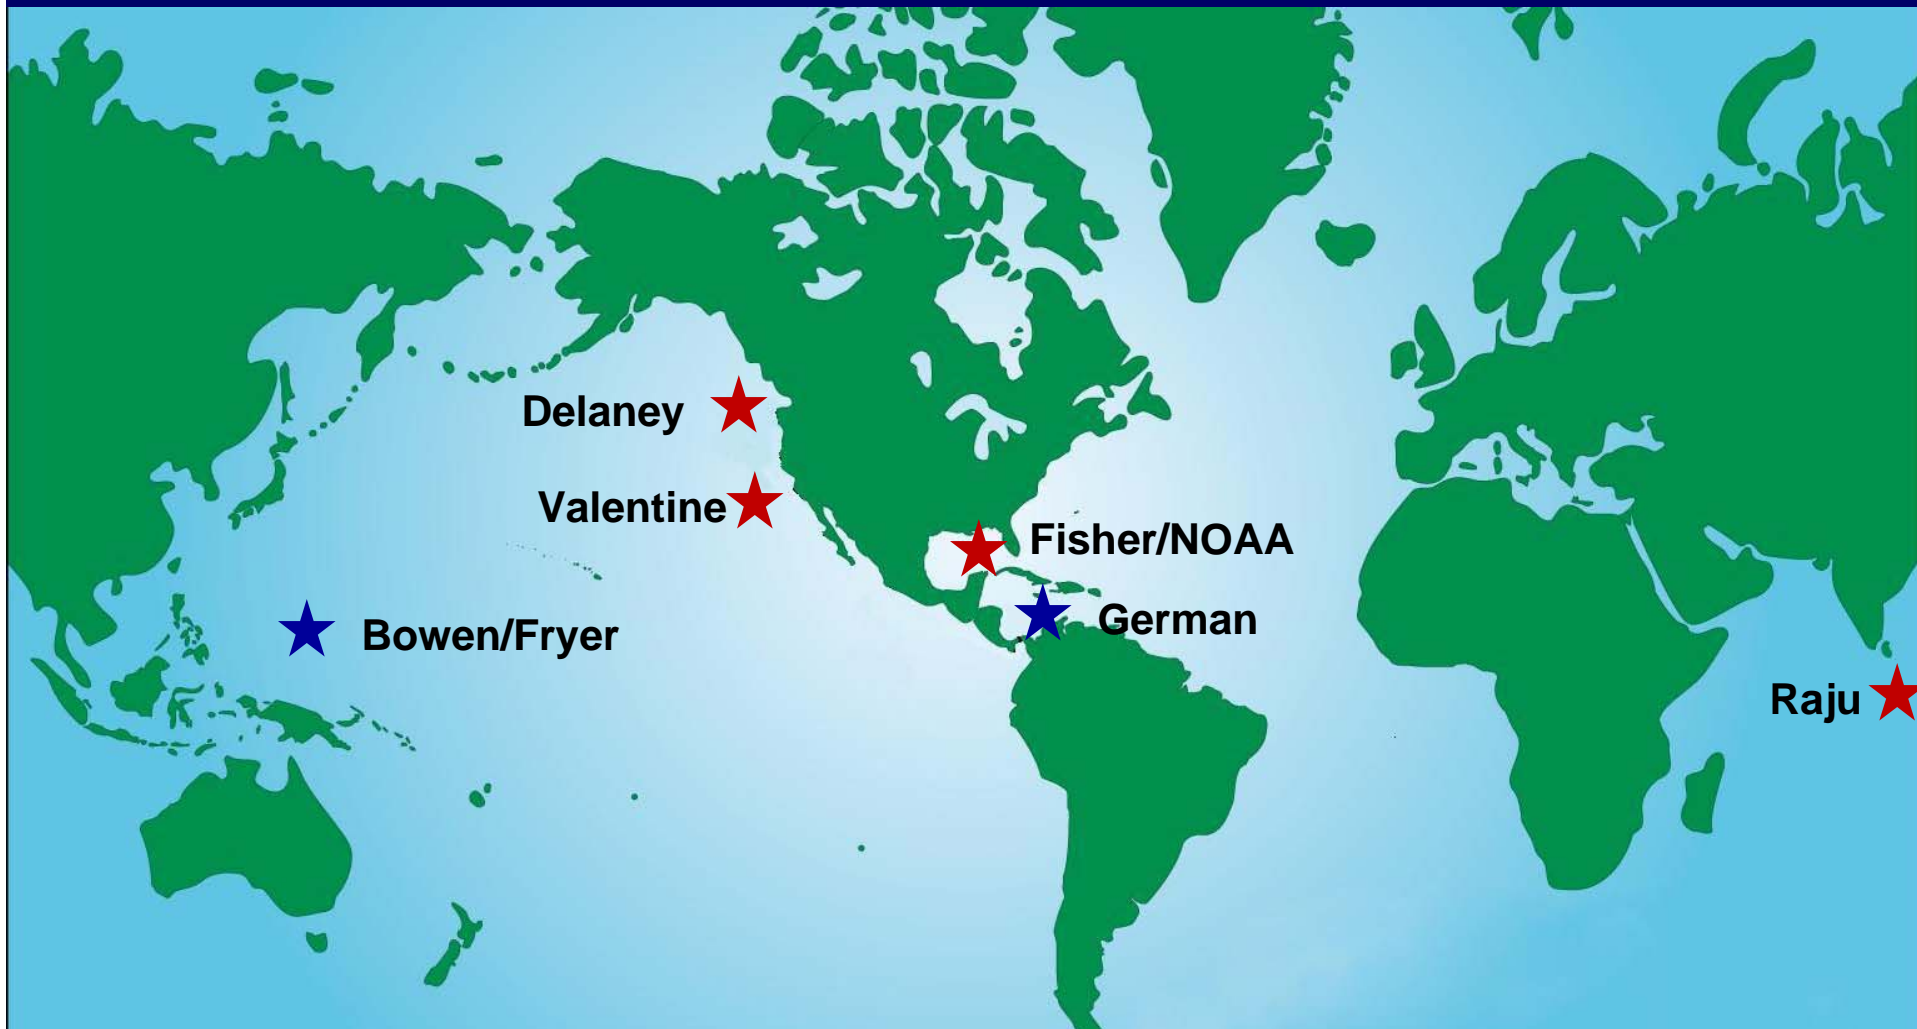 Delaney
Valentine
Fisher/NOAA
German
Bowen/Fryer
Raju